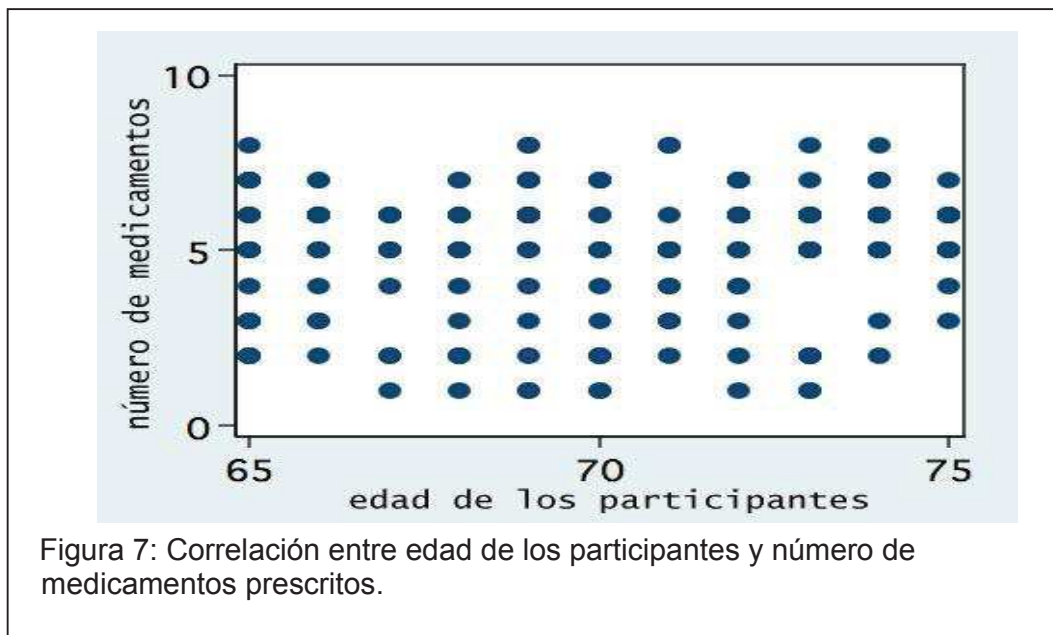 10
5
0
número de medicamentos
65 70 75
edad de los participantes
Figura 7: Correlación entre edad de los participantes y número de
medicamentos prescritos.